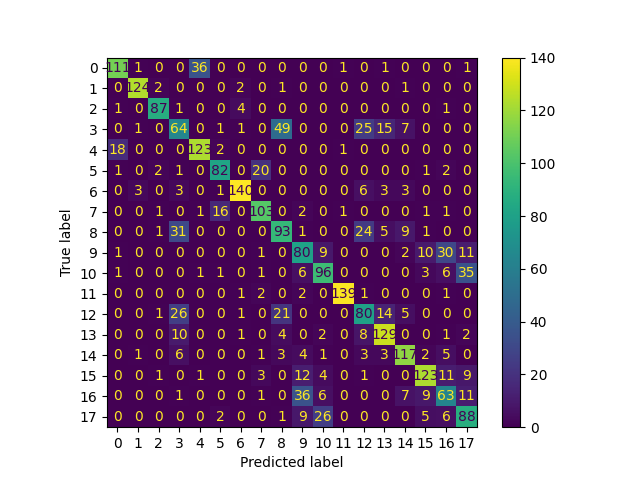 0 111 1 0 0 36 0 0 0 0 0 0 1 0 1 0 0 0 1
1 0 124 2 0 0 0 2 0 1 0 0 0 0 0 1 0 0 0
2 1 0 87 1 0 0 4 0 0 0 0 0 0 0 0 0 1 0
3 0 1 0 64 0 1 1 0 49 0 0 0 25 15 7 0 0 0
4 18 0 0 0 123 2 0 0 0 0 0 1 0 0 0 0 0 0
5 1 0 2 1 0 82 0 20 0 0 0 0 0 0 0 1 2 0
6 0 3 0 3 0 1 140 0 0 0 0 0 6 3 3 0 0 0
7 0 0 1 0 1 16 0 103 0 2 0 1 0 0 0 1 1 0
8 0 0 1 31 0 0 0 0 93 1 0 0 24 5 9 1 0 0
9 1 0 0 0 0 0 0 1 0 80 9 0 0 0 2 10 30 11
10 1 0 0 0 1 1 0 1 0 6 96 0 0 0 0 3 6 35
11 0 0 0 0 0 0 1 2 0 2 0 139 1 0 0 0 1 0
12 0 0 1 26 0 0 1 0 21 0 0 0 80 14 5 0 0 0
13 0 0 0 10 0 0 1 0 4 0 2 0 8 129 0 0 1 2
14 0 1 0 6 0 0 0 1 3 4 1 0 3 3 117 2 5 0
15 0 0 1 0 1 0 0 3 0 12 4 0 1 0 0 123 11 9
16 0 0 0 1 0 0 0 1 0 36 6 0 0 0 7 9 63 11
17 0 0 0 0 0 2 0 0 1 9 26 0 0 0 0 5 6 88
0 1 2 3 4 5 6 7 8 9 10 11 12 13 14 15 16 17
Predicted label
True label
140
120
100
80
60
40
20
0